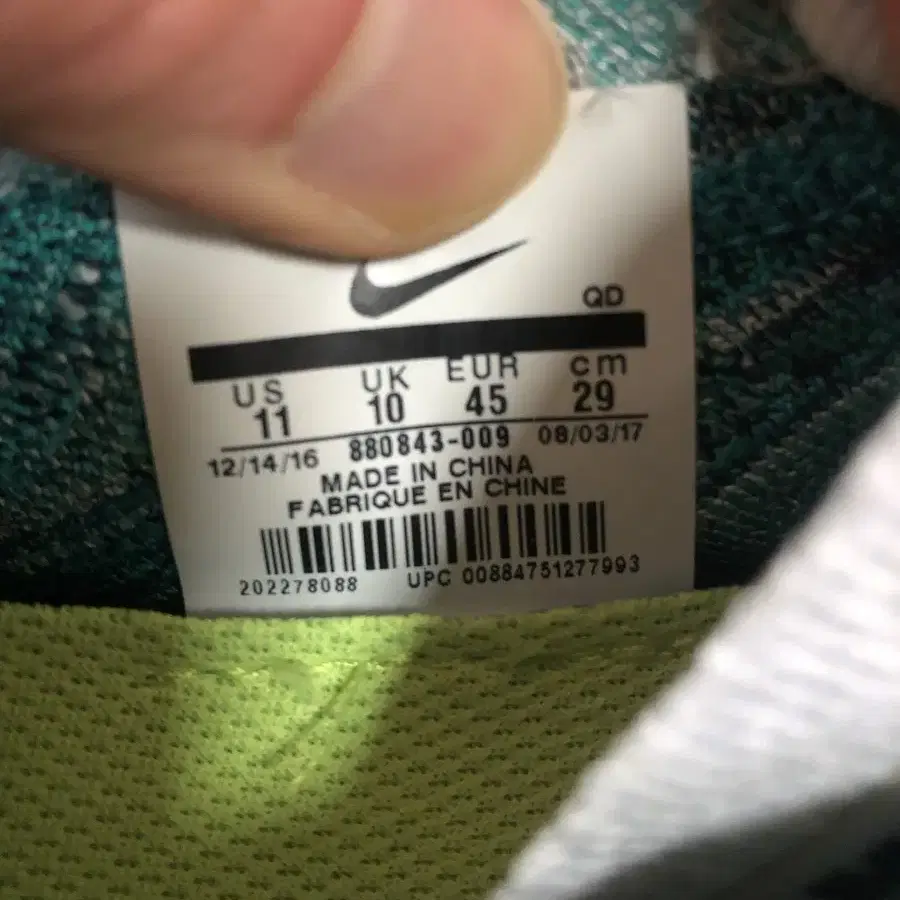 QD
US UK EUR cm
11 10 45 29
12/14/16 880843-009 08/03/17
MADE IN CHINA
FABRIQUE EN CHINE
202278088 UPC 00884751277993